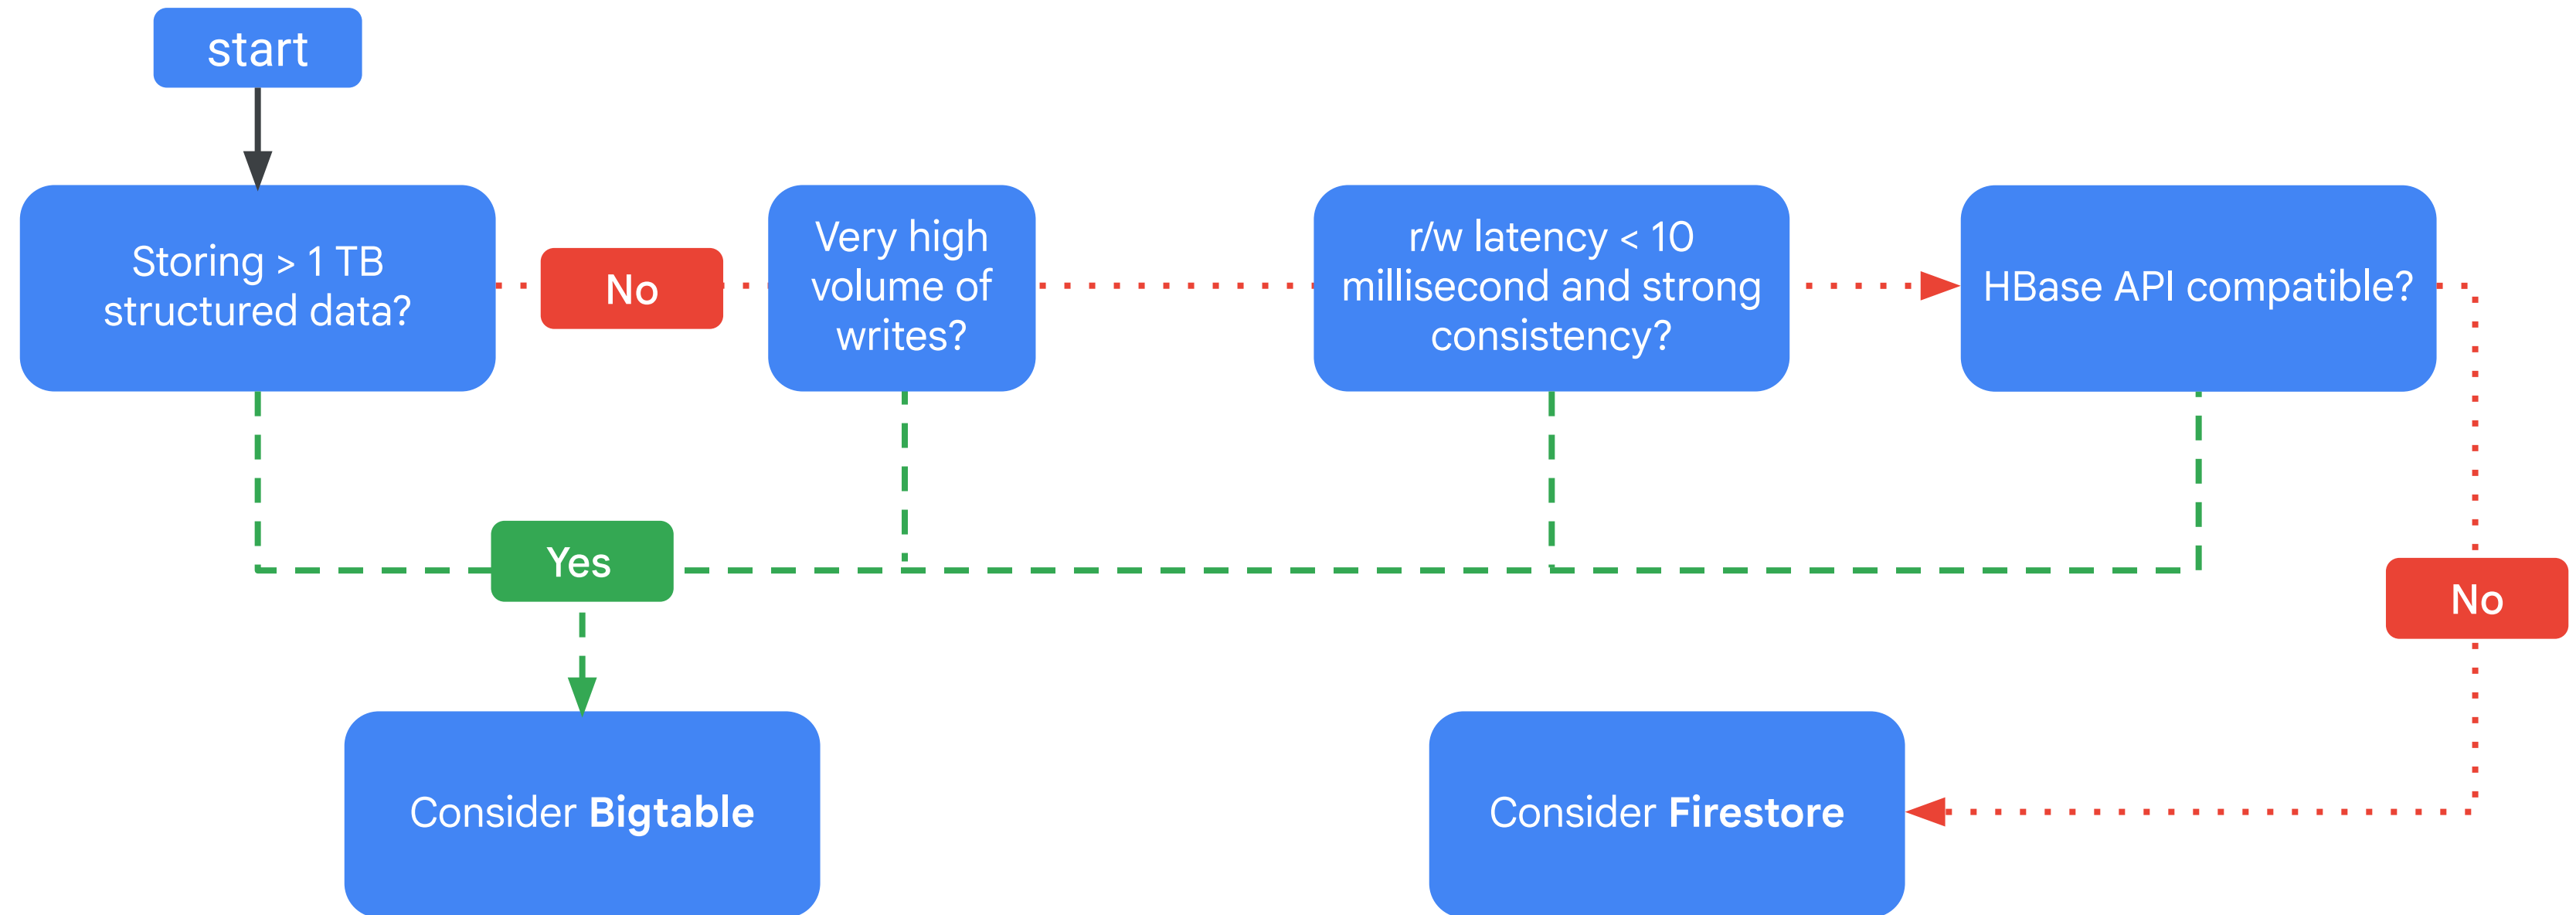 start
Storing > 1 TB
structured data?
No
Very high
volume of
writes?
r/w latency < 10
millisecond and strong
consistency?
HBase API compatible?
Yes
No
Consider Bigtable
Consider Firestore